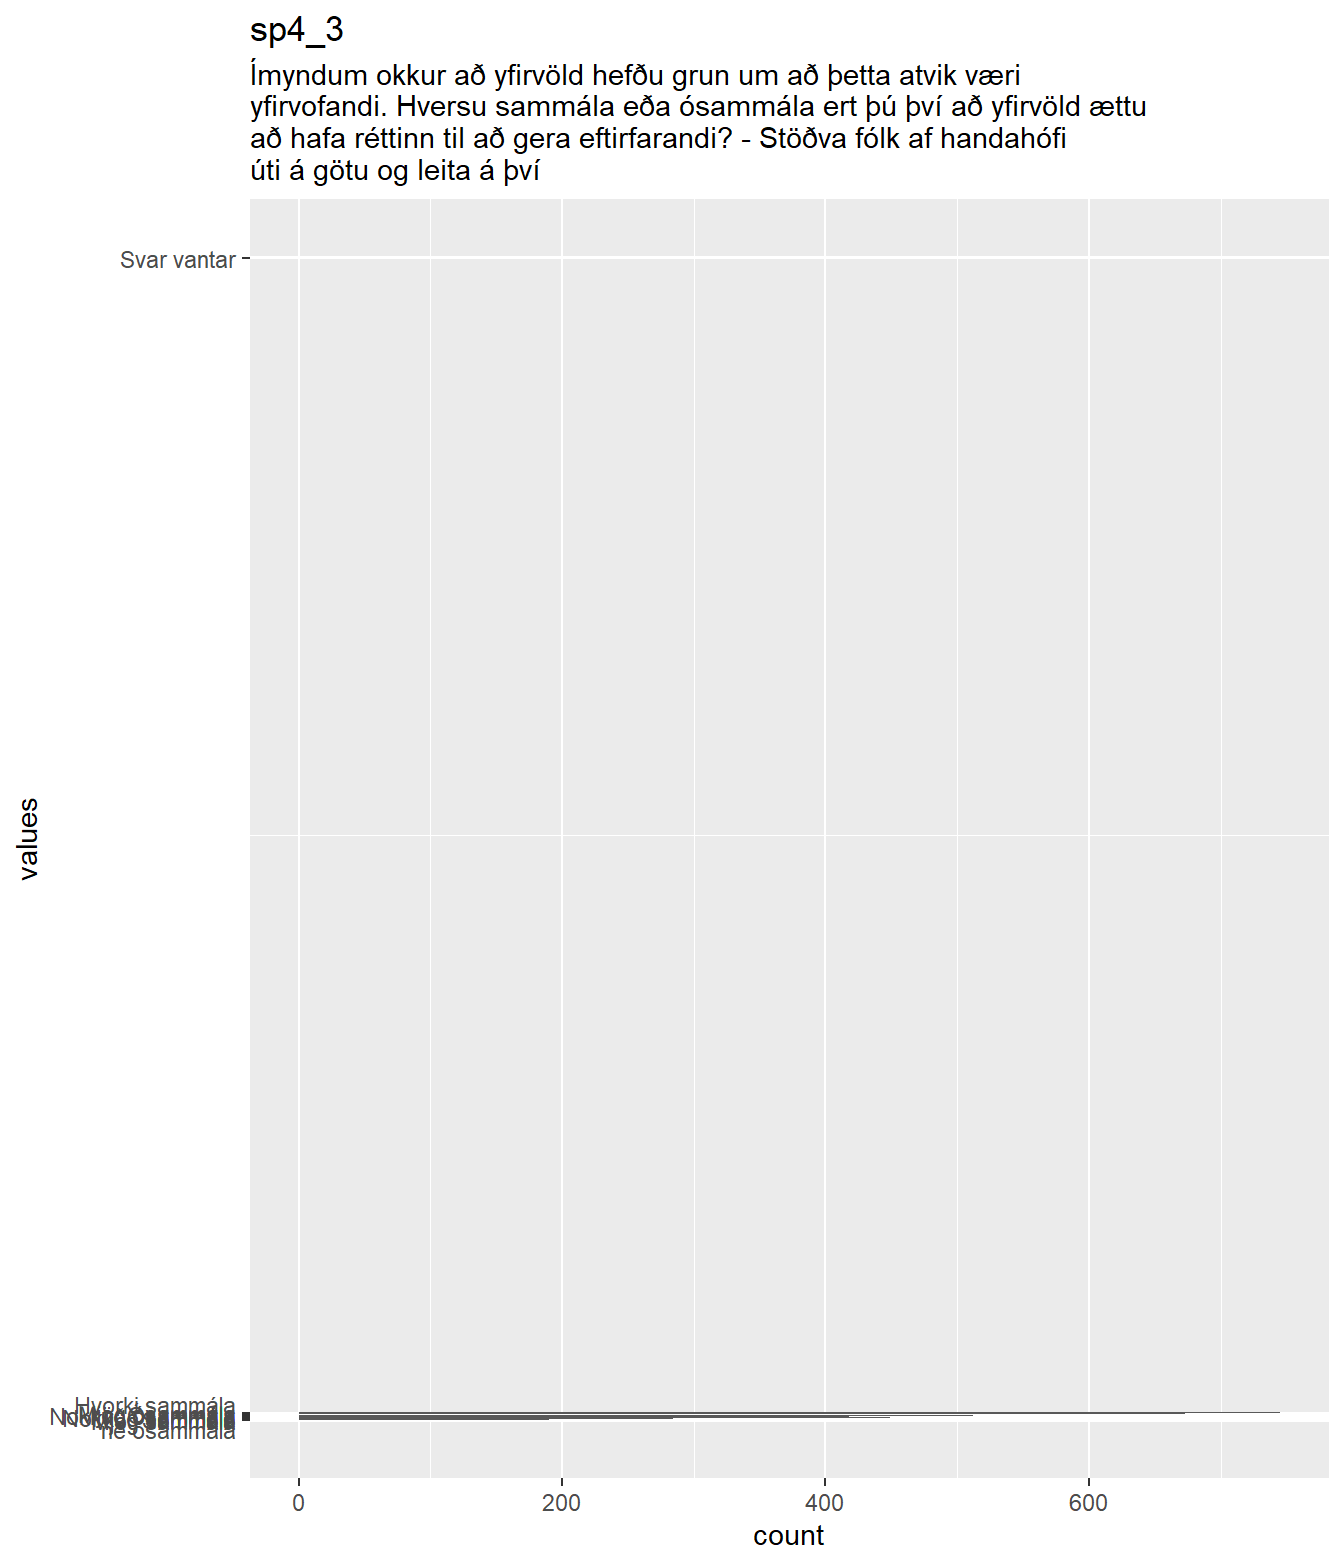 sp4_3
Ímyndum okkur að yfirvöld hefðu grun um að þetta atvik væri
yfirvofandi. Hversu sammála eða ósammála ert þú því að yfirvöld ættu
að hafa réttinn til að gera eftirfarandi? - Stöðva fólk af handahófi
úti á götu og leita á því
Svar vantar
values
Hvorki sammála
né ósammála
0 200 400 600
count